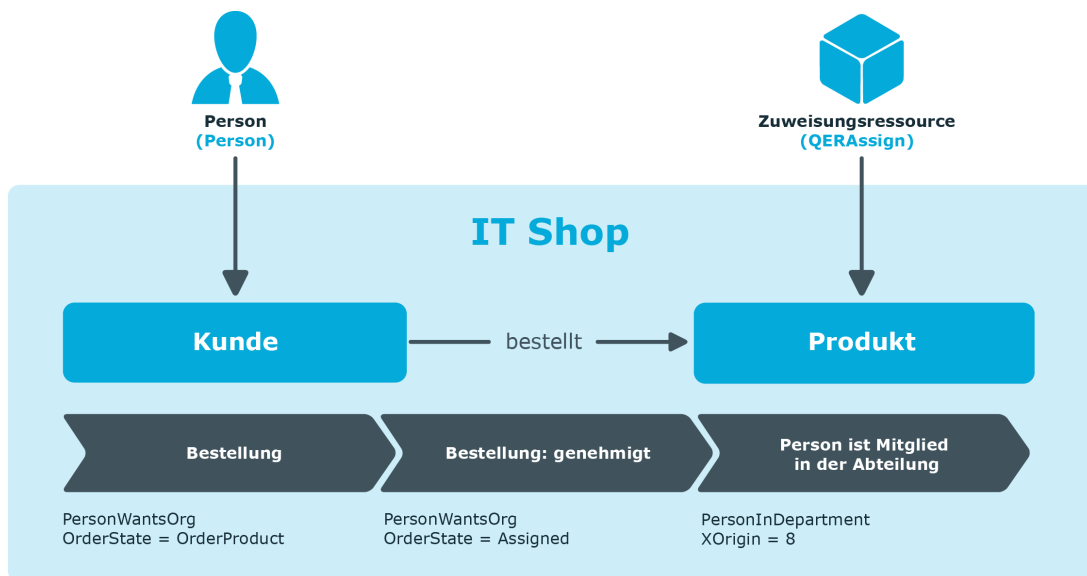 Person
(Person)
Zuweisungsressource
(QERAssign)
IT Shop
Kunde
bestellt
Produkt
Bestellung
Bestellung: genehmigt
Person ist Mitglied
in der Abteilung
PersonWantsOrg
OrderState = OrderProduct
PersonWantsOrg
OrderState = Assigned
PersonInDepartment
XOrigin = 8